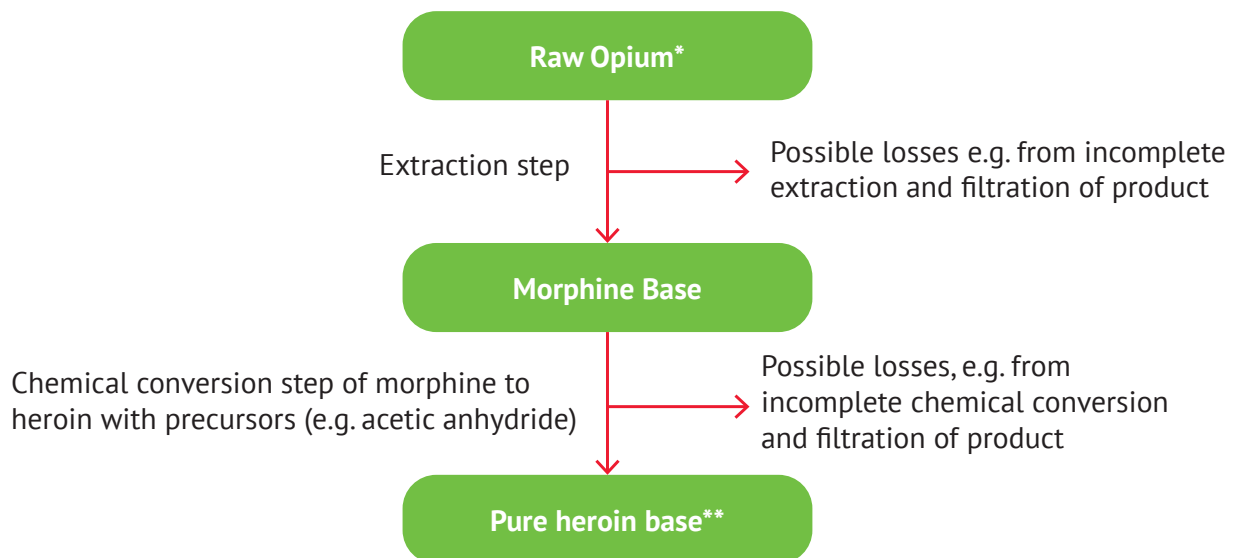 Raw Opium*
Extraction step
Possible losses e.g. from incomplete
extraction and filtration of product
Morphine Base
Chemical conversion step of morphine to
heroin with precursors (e.g. acetic anhydride)
Possible losses, e.g. from
incomplete chemical conversion
and filtration of product
Pure heroin base**